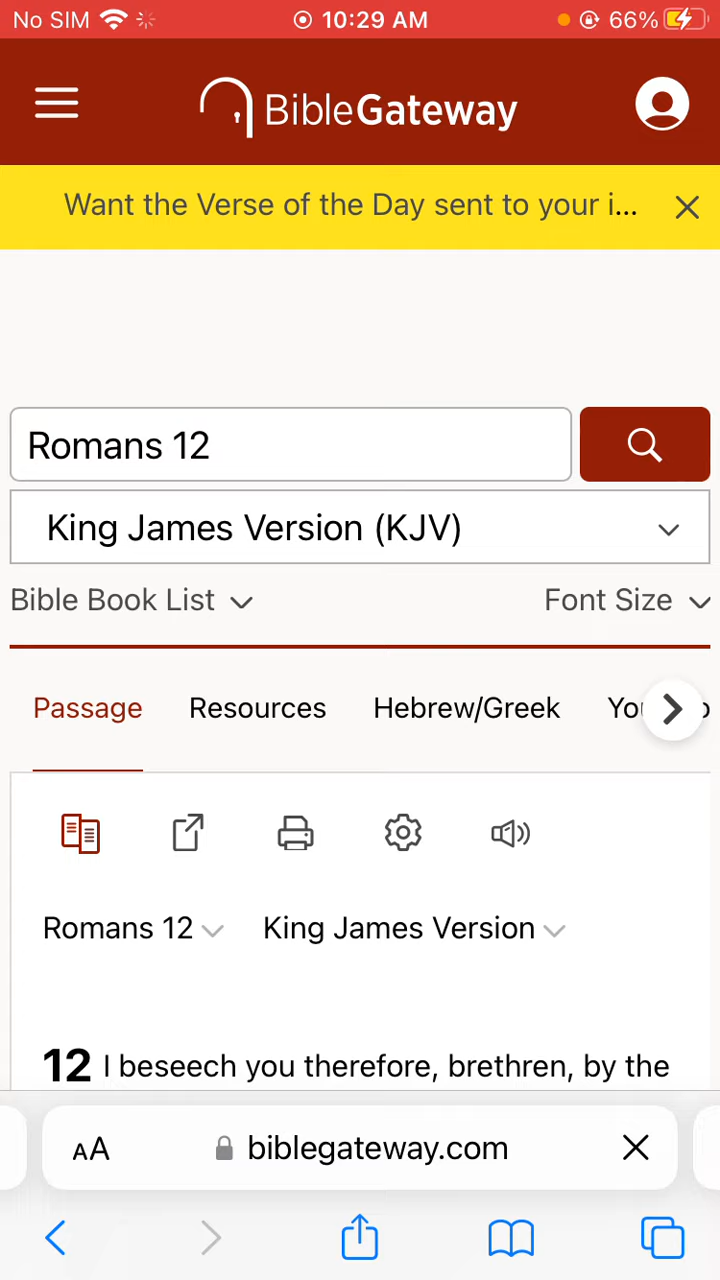 No SIM 10:29 AM 66%
BibleGateway
Want the Verse of the Day sent to your i...
Romans 12
King James Version (KJV)
Bible Book List Font Size
Passage Resources Hebrew/Greek
Romans 12 King James Version
12 I beseech you therefore, brethren, by the
AA biblegateway.com